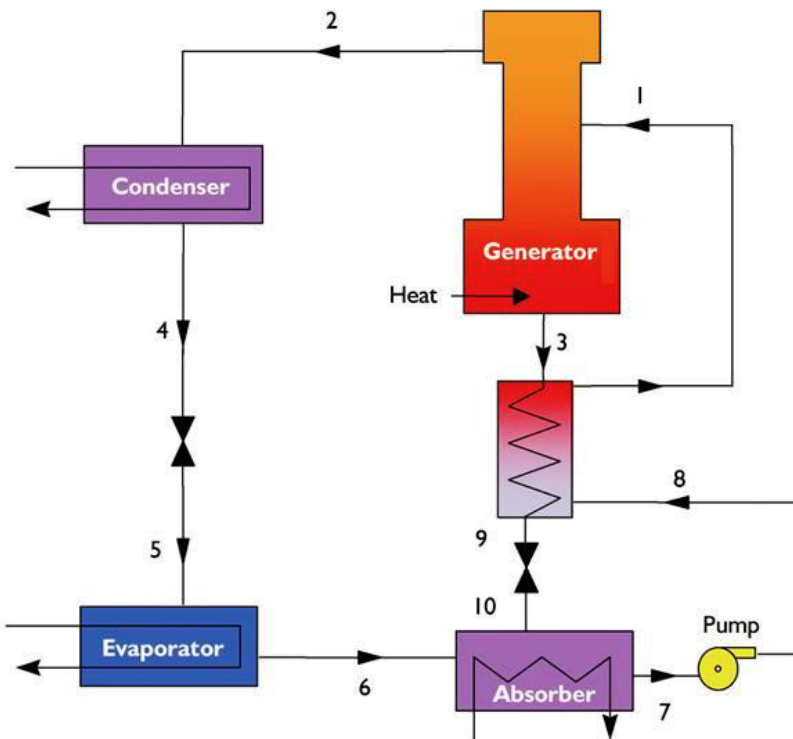 2
1
Condenser
Generator
Heat
3
4
8
9
5
10
Pump
Evaporator
6
Absorber
7